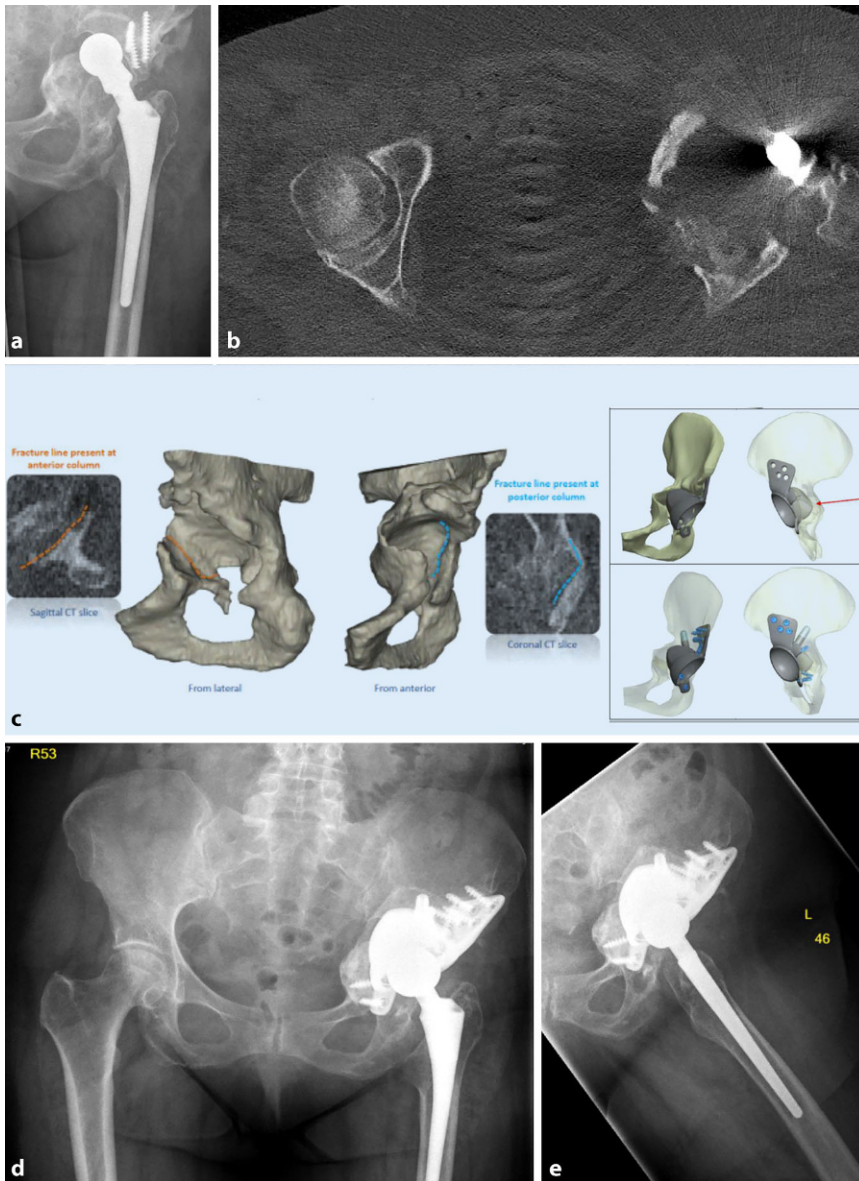 a
b
Fracture line present at
anterior column
Sagittal CT slice
From lateral
From anterior
Fracture line present at
posterior column
Coronal CT slice
c
7
R53
d
L
46
e